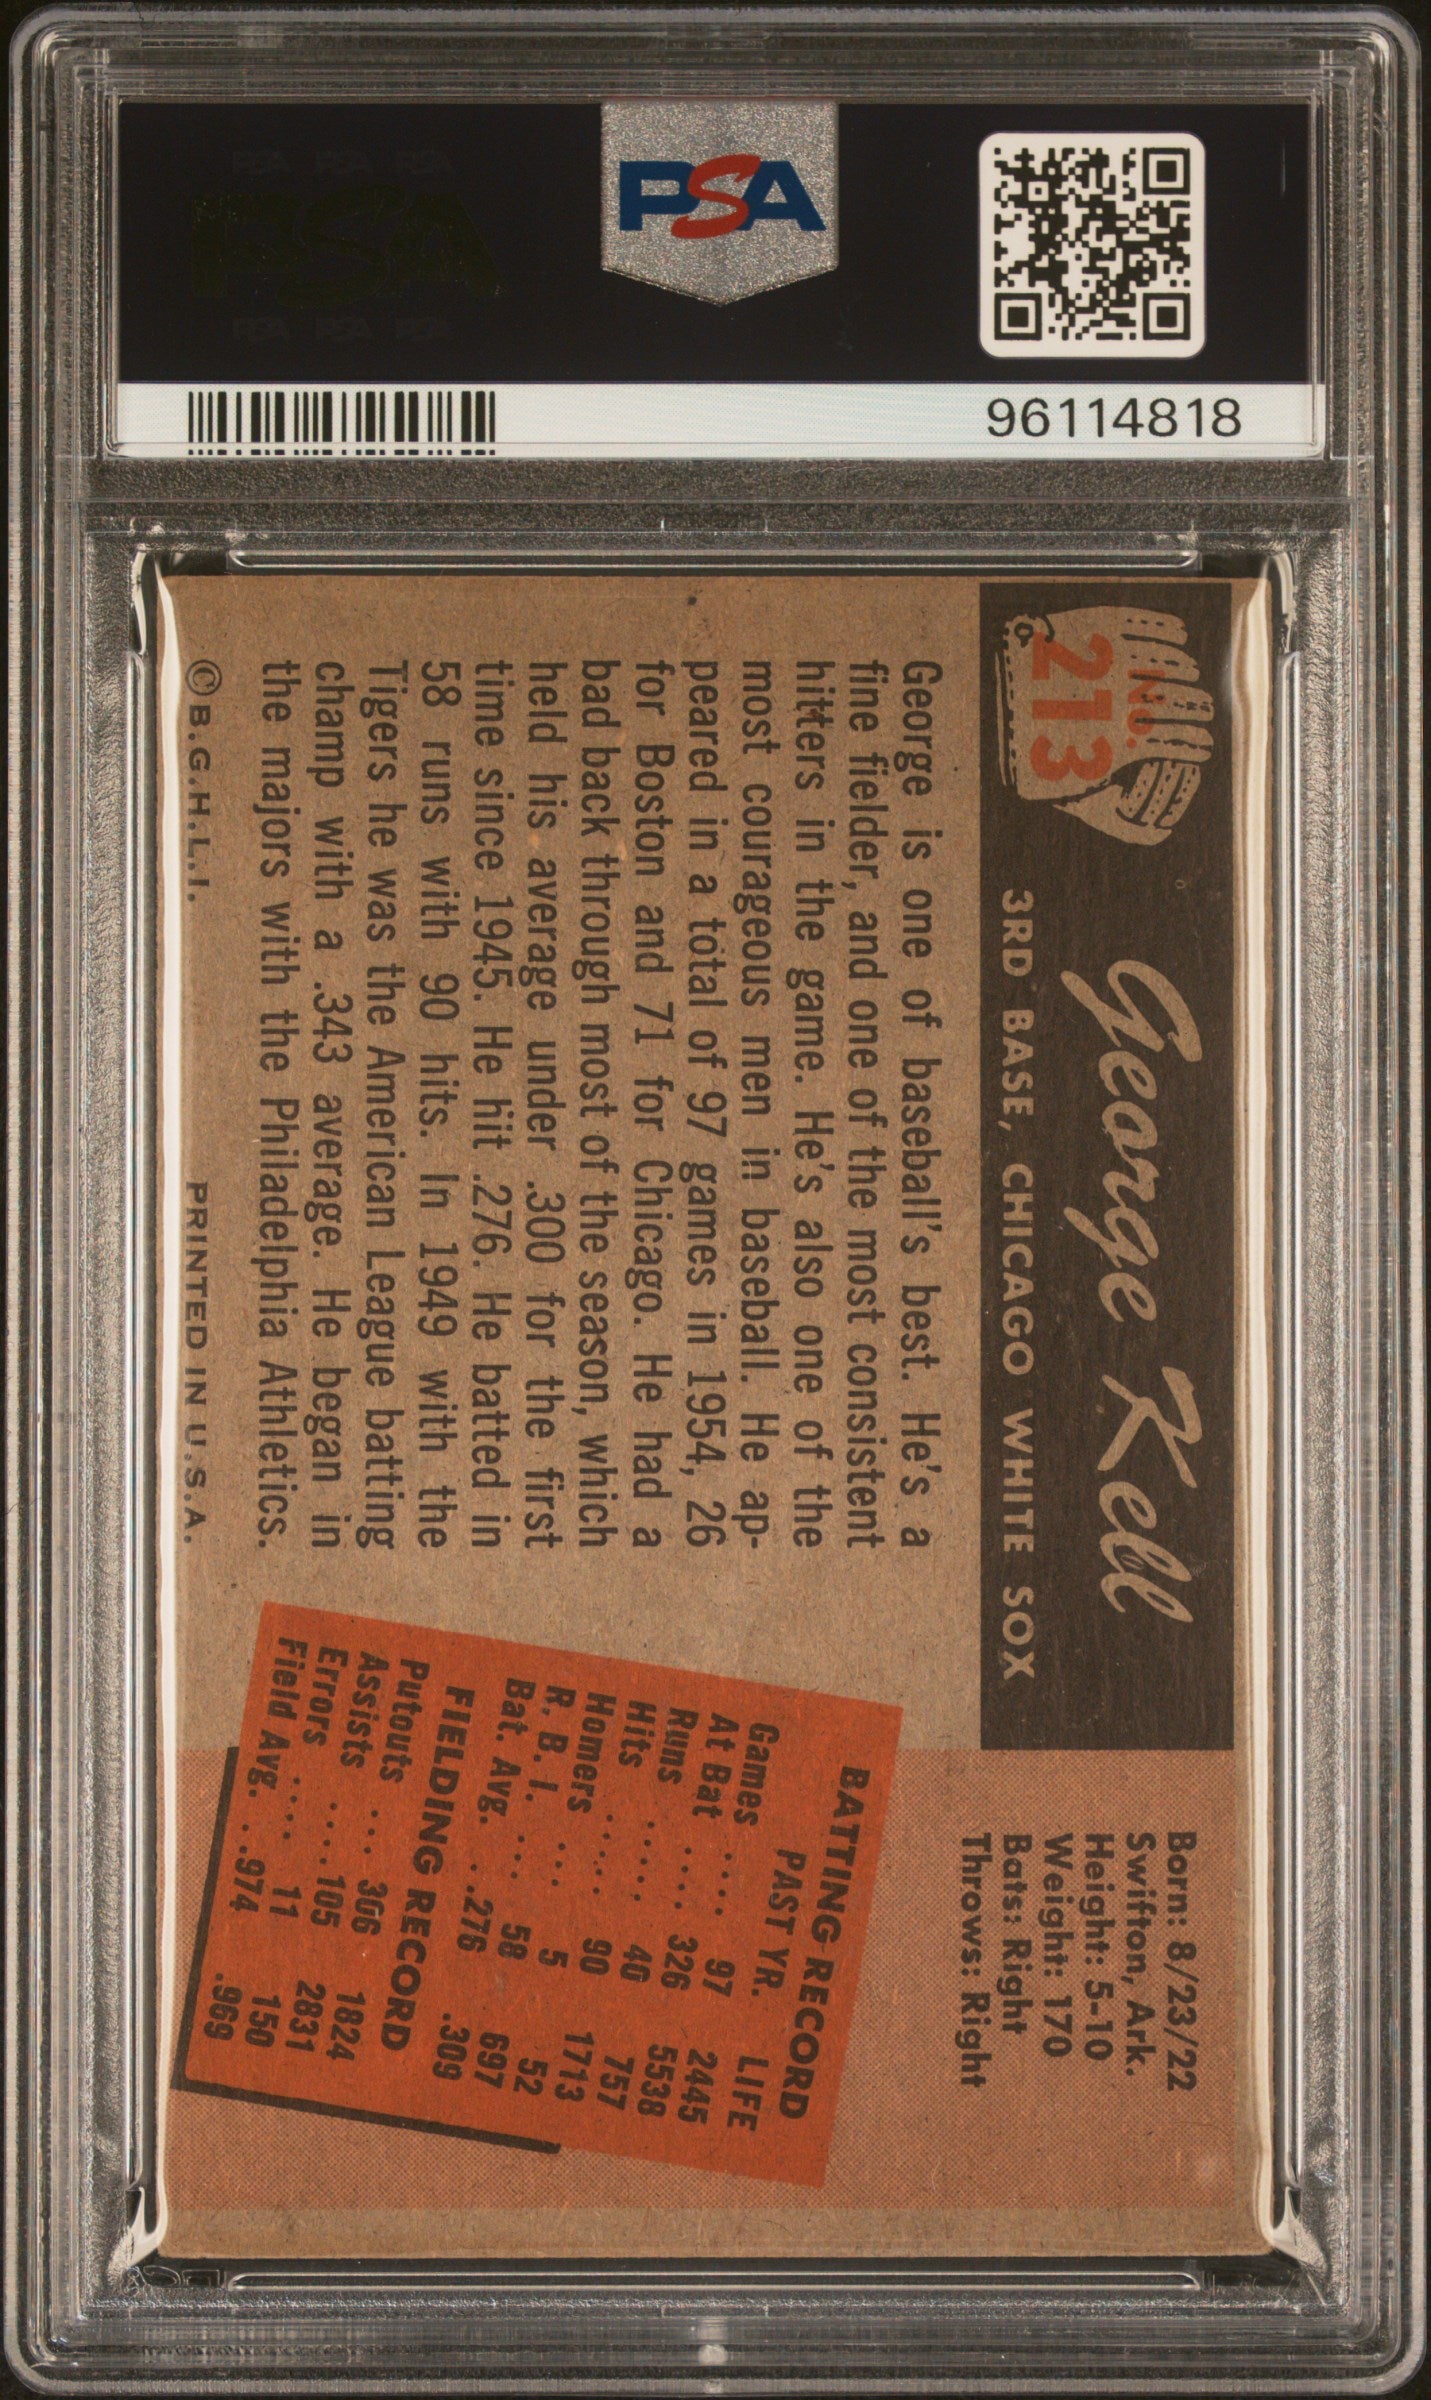 PSA PSA PSA
PSA
PSA PSA PSA
PSA
96114818
No.
213
George Kell
3RD BASE, CHICAGO WHITE SOX
George is one of baseball's best. He's a
fine fielder, and one of the most consistent
hitters in the game. He's also one of the
most courageous men in baseball. He ap-
peared in a total of 97 games in 1954, 26
for Boston and 71 for Chicago. He had a
bad back through most of the season, which
held his average under .300 for the first
time since 1945. He hit .276. He batted in
58 runs with 90 hits. In 1949 with the
Tigers he was the American League batting
champ with a .343 average. He began in
the majors with the Philadelphia Athletics.
© B.G.H.L.I. PRINTED IN U.S.A.
Born: 8/23/22
Swifton, Ark.
Height: 5-10
Weight: 170
Bats: Right
Throws: Right
BATTING RECORD
PAST YR. LIFE
Games .... 97 2445
At Bat .... 326 5538
Runs ..... 40 757
Hits ..... 90 1713
Homers ... 5 52
R. B. I. ... 58 697
Bat. Avg. ..276 .309
FIELDING RECORD
Putouts ... 366 1824
Assists ....105 2831
Errors .... 11 150
Field Avg. ..974 .969